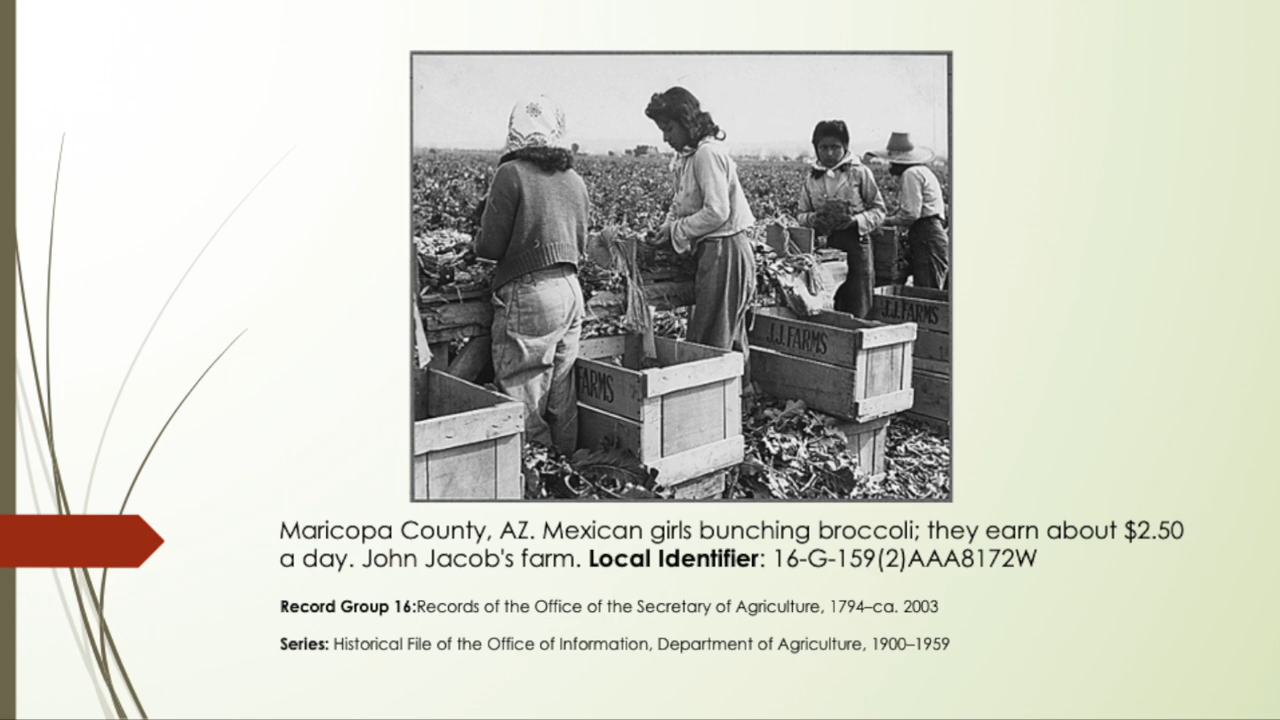 J.J. FARMS
J.J. FARMS
FARMS
Maricopa County, AZ. Mexican girls bunching broccoli; they earn about $2.50
a day. John Jacob's farm. Local Identifier: 16-G-159(2)AAA8172W
Record Group 16:Records of the Office of the Secretary of Agriculture, 1794–ca. 2003
Series: Historical File of the Office of Information, Department of Agriculture, 1900–1959